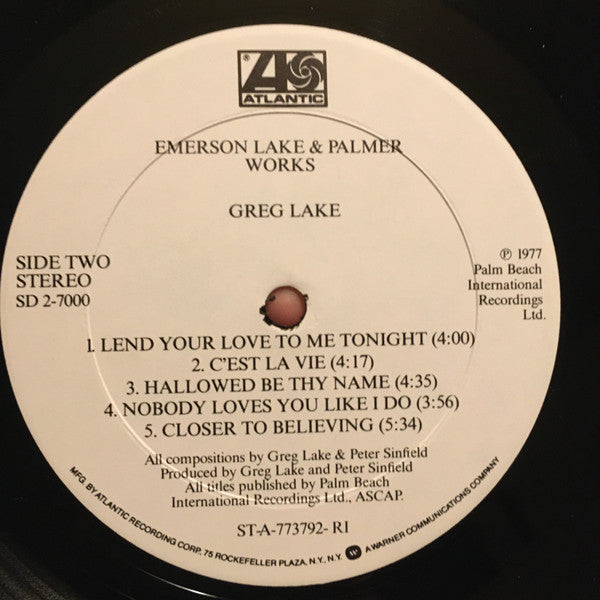 ATLANTIC
EMERSON LAKE & PALMER
WORKS
GREG LAKE
SIDE TWO
STEREO
SD 2-7000
℗ 1977
Palm Beach
International
Recordings
Ltd.
1. LEND YOUR LOVE TO ME TONIGHT (4:00)
2. C'EST LA VIE (4:17)
3. HALLOWED BE THY NAME (4:35)
4. NOBODY LOVES YOU LIKE I DO (3:56)
5. CLOSER TO BELIEVING (5:34)
All compositions by Greg Lake & Peter Sinfield
Produced by Greg Lake and Peter Sinfield
All titles published by Palm Beach
International Recordings Ltd., ASCAP.
ST-A-773792- RI
MFG. BY ATLANTIC RECORDING CORP., 75 ROCKEFELLER PLAZA, N.Y., N.Y. W A WARNER COMMUNICATIONS COMPANY